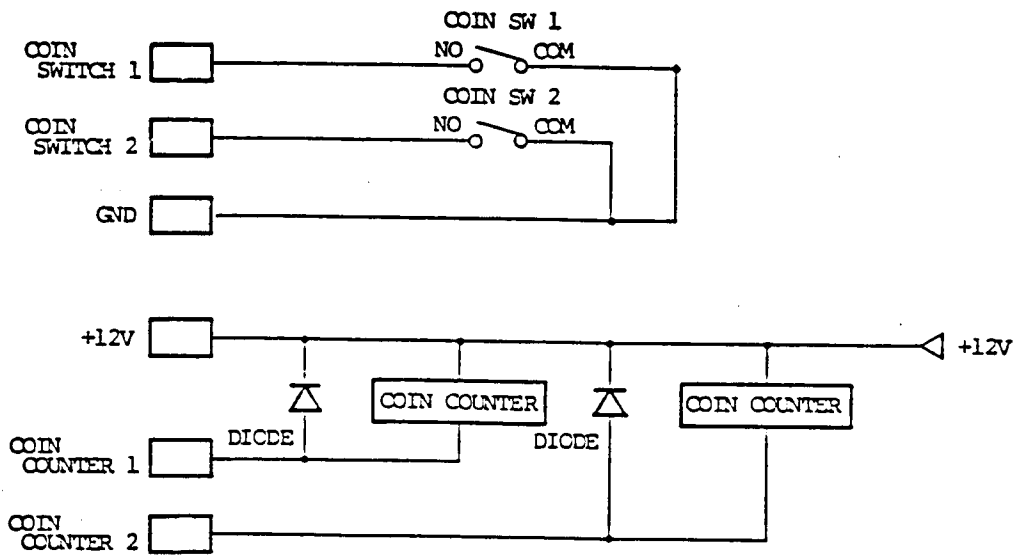 COIN SW 1
COIN
SWITCH 1
NO
COM
COIN SW 2
COIN
SWITCH 2
NO
COM
GND
+12V
+12V
COIN COUNTER
COIN COUNTER
DIODE
DIODE
COIN
COUNTER 1
COIN
COUNTER 2